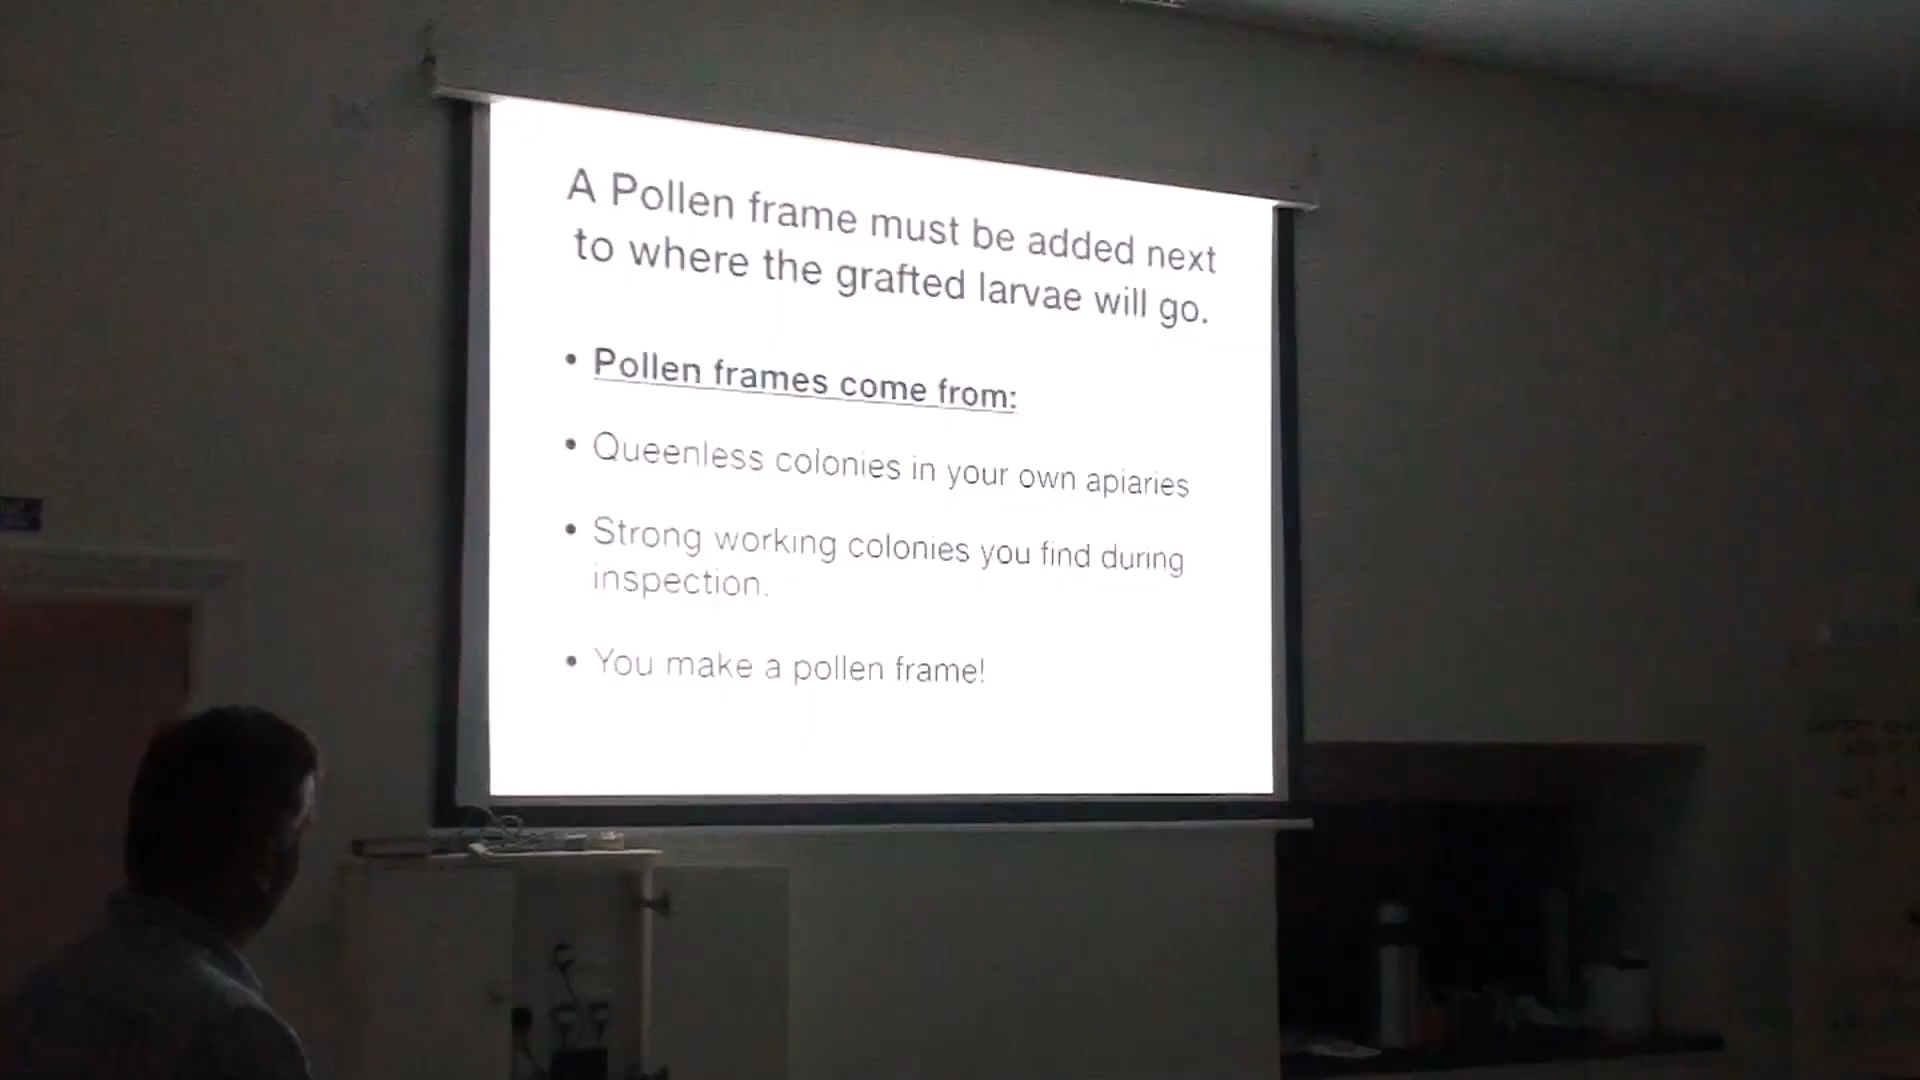 A Pollen frame must be added next
to where the grafted larvae will go.
• Pollen frames come from:
• Queenless colonies in your own apiaries
• Strong working colonies you find during
inspection.
• You make a pollen frame!